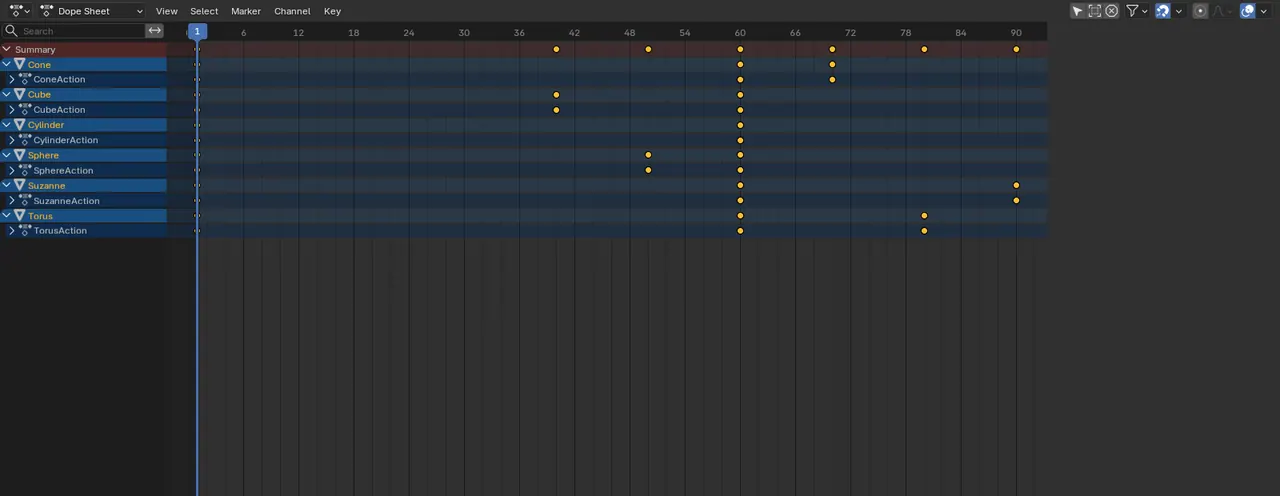 Dope Sheet View Select Marker Channel Key
Search 1 6 12 18 24 30 36 42 48 54 60 66 72 78 84 90
Summary
Cone
ConeAction
Cube
CubeAction
Cylinder
CylinderAction
Sphere
SphereAction
Suzanne
SuzanneAction
Torus
TorusAction